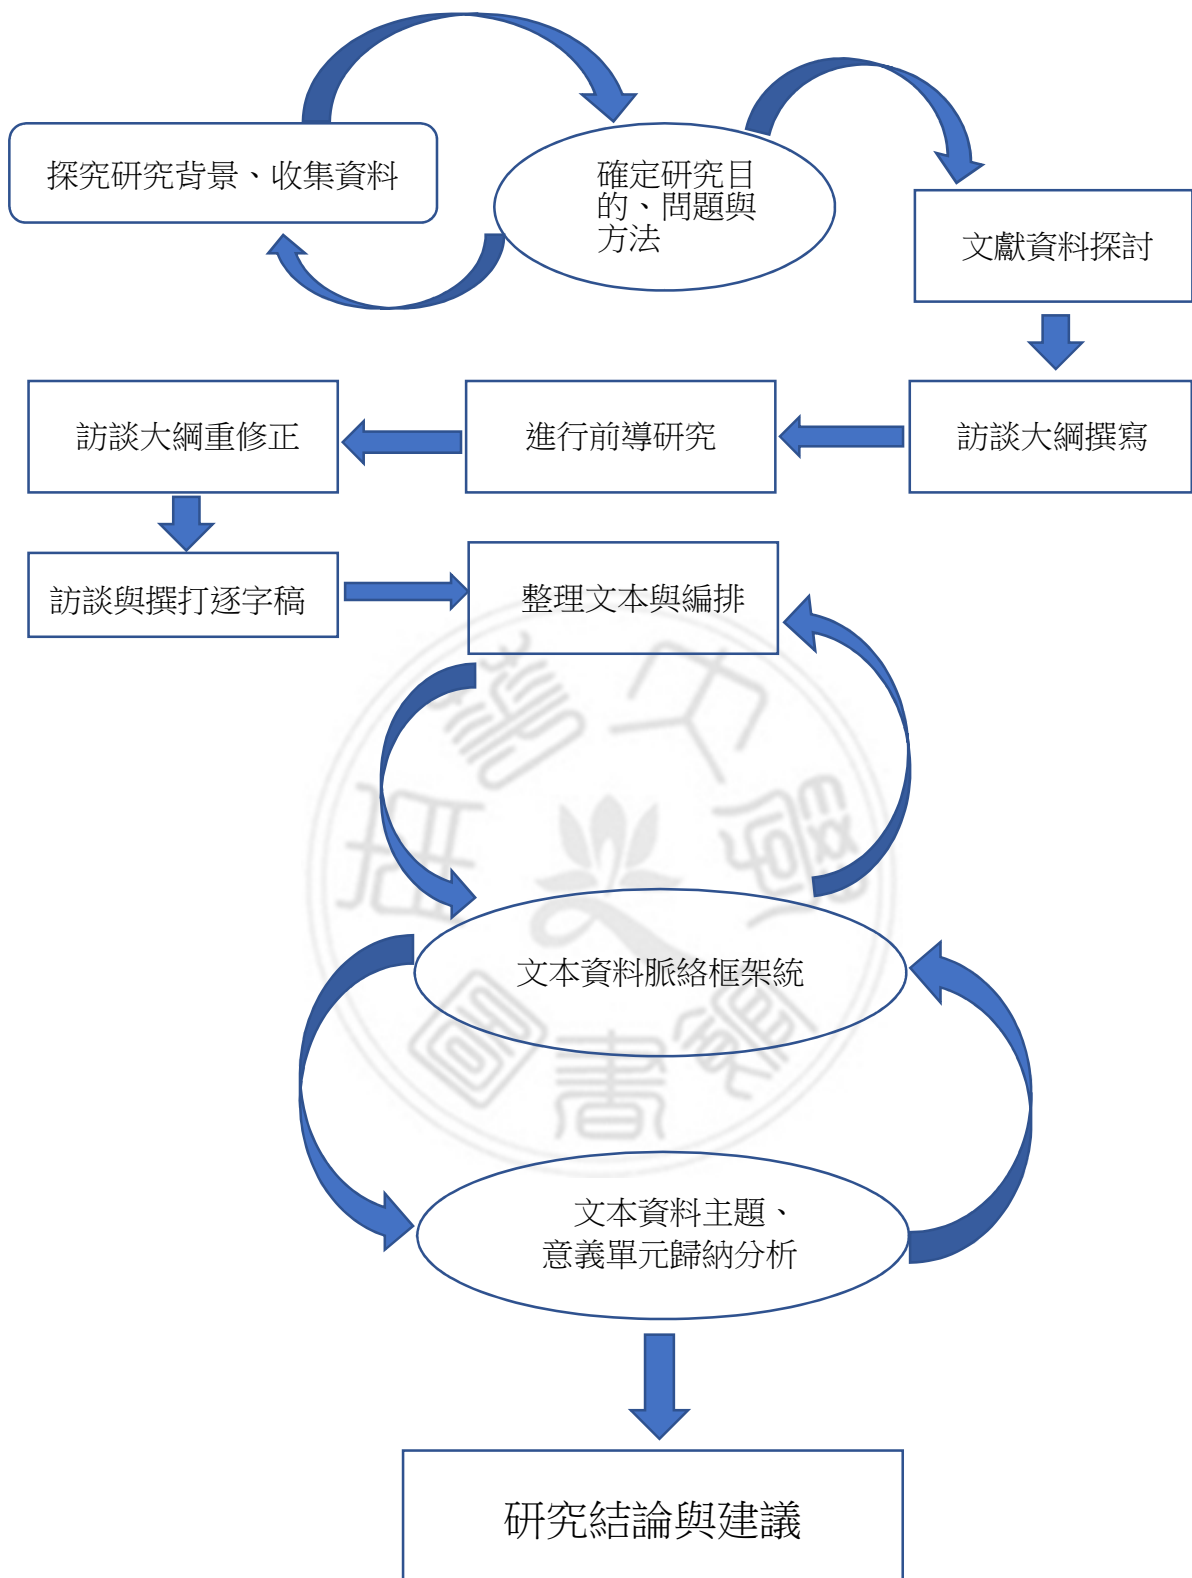 探究研究背景、收集資料
確定研究目
的、問題與
方法
文獻資料探討
訪談大綱重修正
進行前導研究
訪談大綱撰寫
訪談與撰打逐字稿
整理文本與編排
文本資料脈絡框架統
文本資料主題、
意義單元歸納分析
研究結論與建議